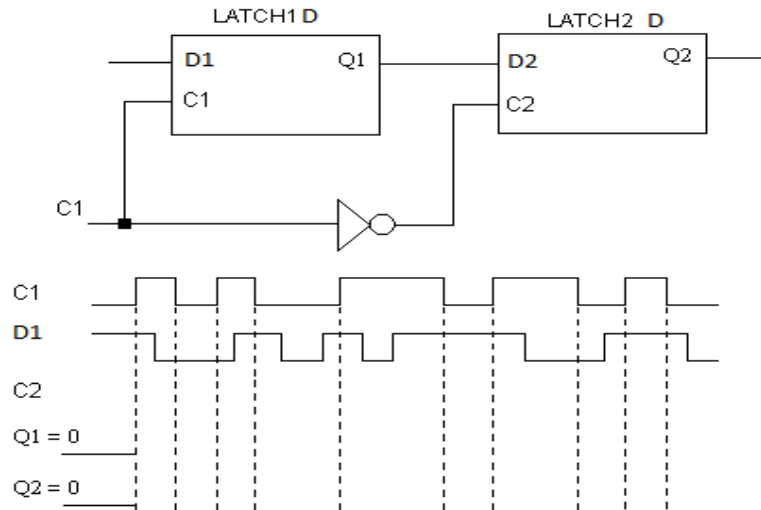 LATCH1 D
LATCH2 D
D1 Q1
D2 Q2
C1
C2
C1
C1
D1
C2
Q1 = 0
Q2 = 0